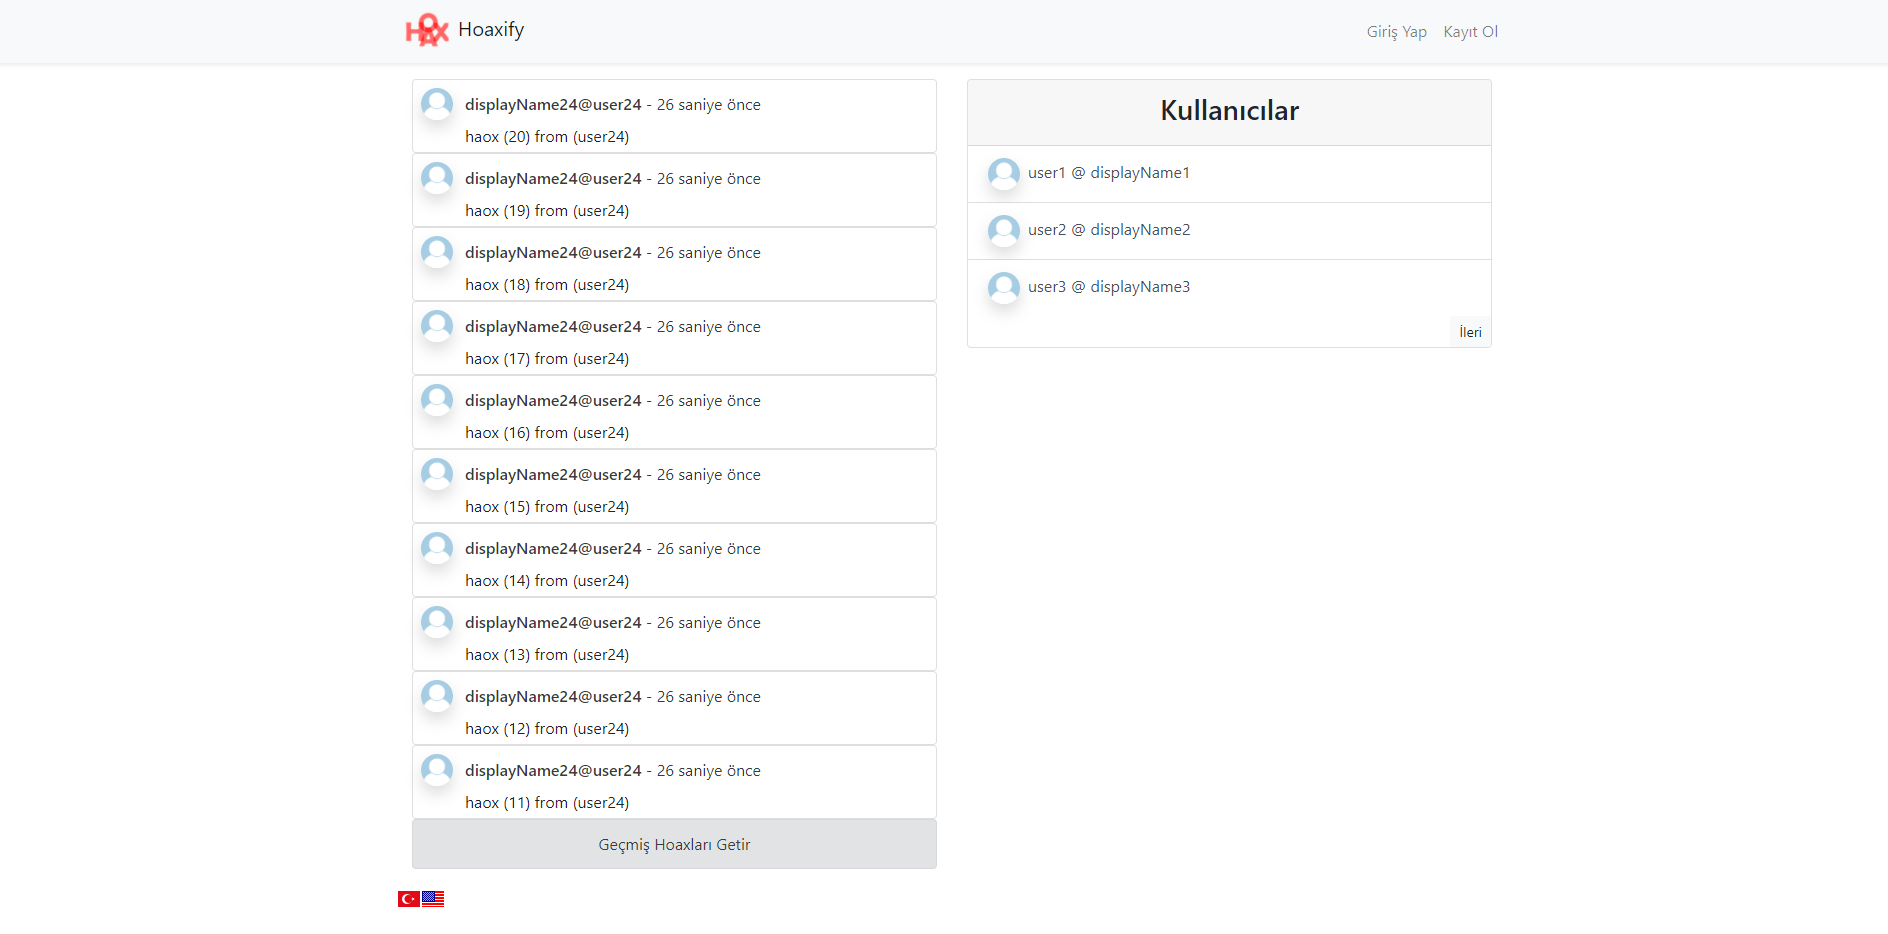 HOAX Hoaxify
Giriş Yap Kayıt Ol
displayName24@user24 - 26 saniye önce
haox (20) from (user24)
displayName24@user24 - 26 saniye önce
haox (19) from (user24)
displayName24@user24 - 26 saniye önce
haox (18) from (user24)
displayName24@user24 - 26 saniye önce
haox (17) from (user24)
displayName24@user24 - 26 saniye önce
haox (16) from (user24)
displayName24@user24 - 26 saniye önce
haox (15) from (user24)
displayName24@user24 - 26 saniye önce
haox (14) from (user24)
displayName24@user24 - 26 saniye önce
haox (13) from (user24)
displayName24@user24 - 26 saniye önce
haox (12) from (user24)
displayName24@user24 - 26 saniye önce
haox (11) from (user24)
Geçmiş Hoaxları Getir
Kullanıcılar
user1 @ displayName1
user2 @ displayName2
user3 @ displayName3
İleri